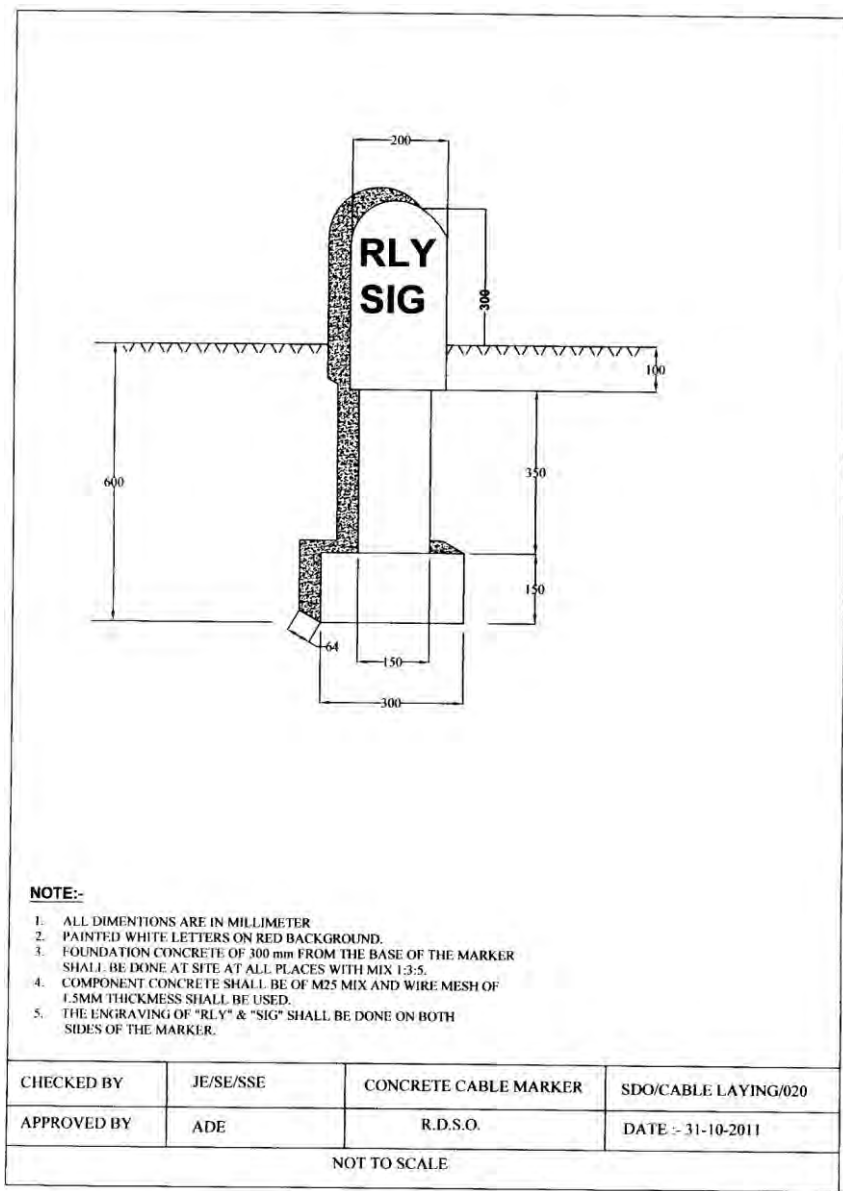 200
RLY
SIG
300
100
600
350
150
64
150
300
NOTE:-
1. ALL DIMENTIONS ARE IN MILLIMETER
2. PAINTED WHITE LETTERS ON RED BACKGROUND.
3. FOUNDATION CONCRETE OF 300 mm FROM THE BASE OF THE MARKER
SHALL BE DONE AT SITE AT ALL PLACES WITH MIX 1:3:5.
4. COMPONENT CONCRETE SHALL BE OF M25 MIX AND WIRE MESH OF
1.5MM THICKMESS SHALL BE USED.
5. THE ENGRAVING OF "RLY" & "SIG" SHALL BE DONE ON BOTH
SIDES OF THE MARKER.
CHECKED BY JE/SE/SSE CONCRETE CABLE MARKER SDO/CABLE LAYING/020
APPROVED BY ADE R.D.S.O. DATE :- 31-10-2011
NOT TO SCALE